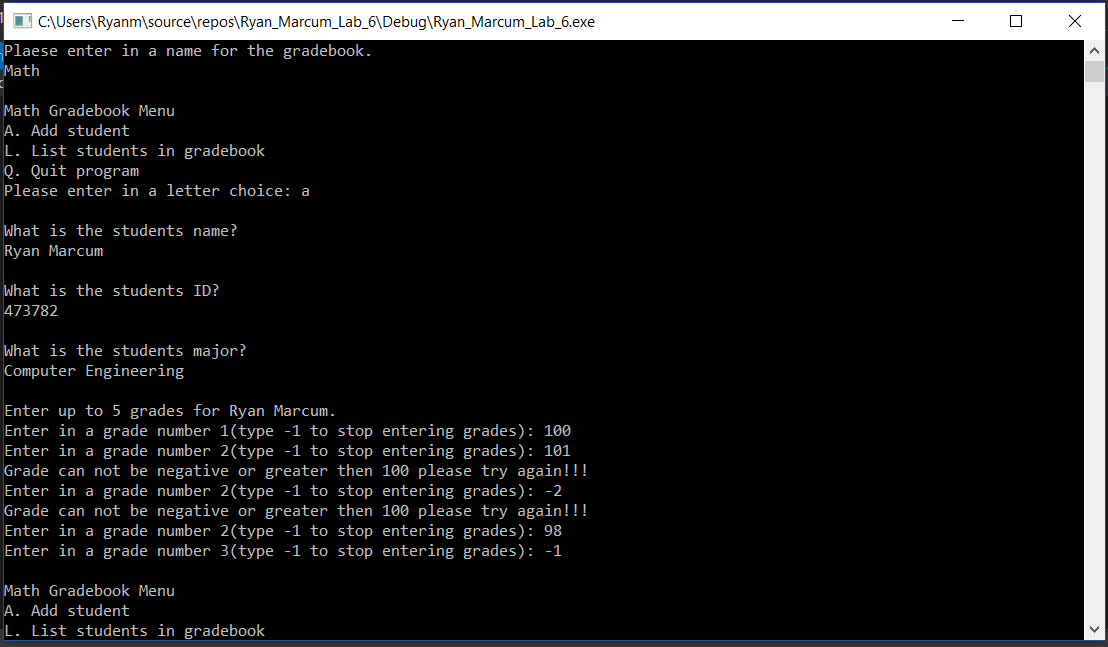 C:\Users\Ryanm\source\repos\Ryan_Marcum_Lab_6\Debug\Ryan_Marcum_Lab_6.exe
Plaese enter in a name for the gradebook.
Math
Math Gradebook Menu
A. Add student
L. List students in gradebook
Q. Quit program
Please enter in a letter choice: a
What is the students name?
Ryan Marcum
What is the students ID?
473782
What is the students major?
Computer Engineering
Enter up to 5 grades for Ryan Marcum.
Enter in a grade number 1(type -1 to stop entering grades): 100
Enter in a grade number 2(type -1 to stop entering grades): 101
Grade can not be negative or greater then 100 please try again!!!
Enter in a grade number 2(type -1 to stop entering grades): -2
Grade can not be negative or greater then 100 please try again!!!
Enter in a grade number 2(type -1 to stop entering grades): 98
Enter in a grade number 3(type -1 to stop entering grades): -1
Math Gradebook Menu
A. Add student
L. List students in gradebook